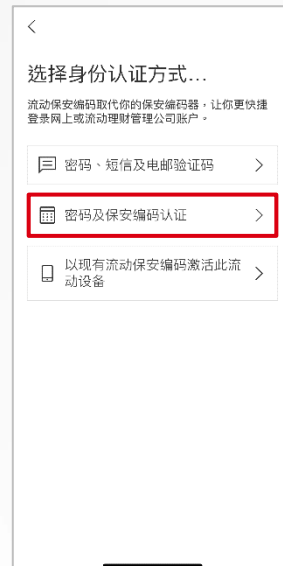 选择身份认证方式...
流动保安编码取代你的保安编码器，让你更快捷
登录网上或流动理财管理公司账户。
密码、短信及电邮验证码
密码及保安编码认证
以现有流动保安编码激活此流
动设备